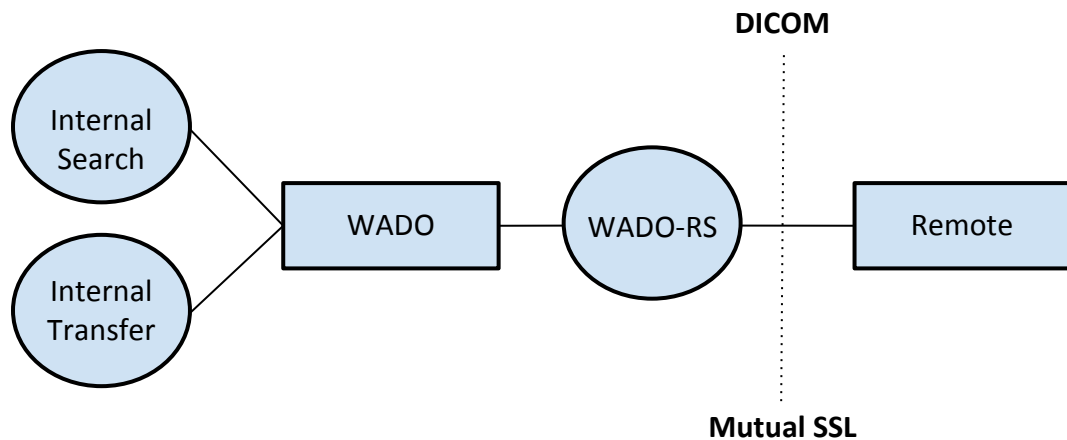 DICOM
Internal
Search
WADO
WADO-RS
Remote
Internal
Transfer
Mutual SSL